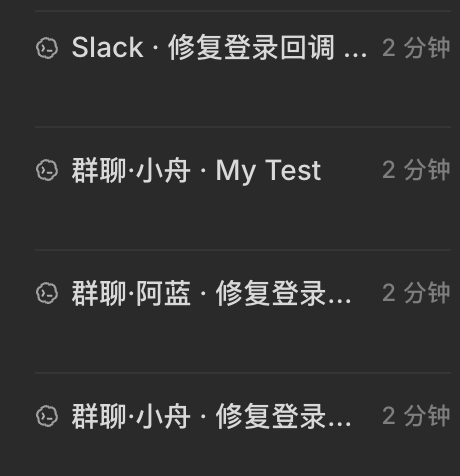 Slack · 修复登录回调 ... 2 分钟
群聊·小舟 · My Test 2 分钟
群聊·阿蓝 · 修复登录... 2 分钟
群聊·小舟 · 修复登录... 2 分钟